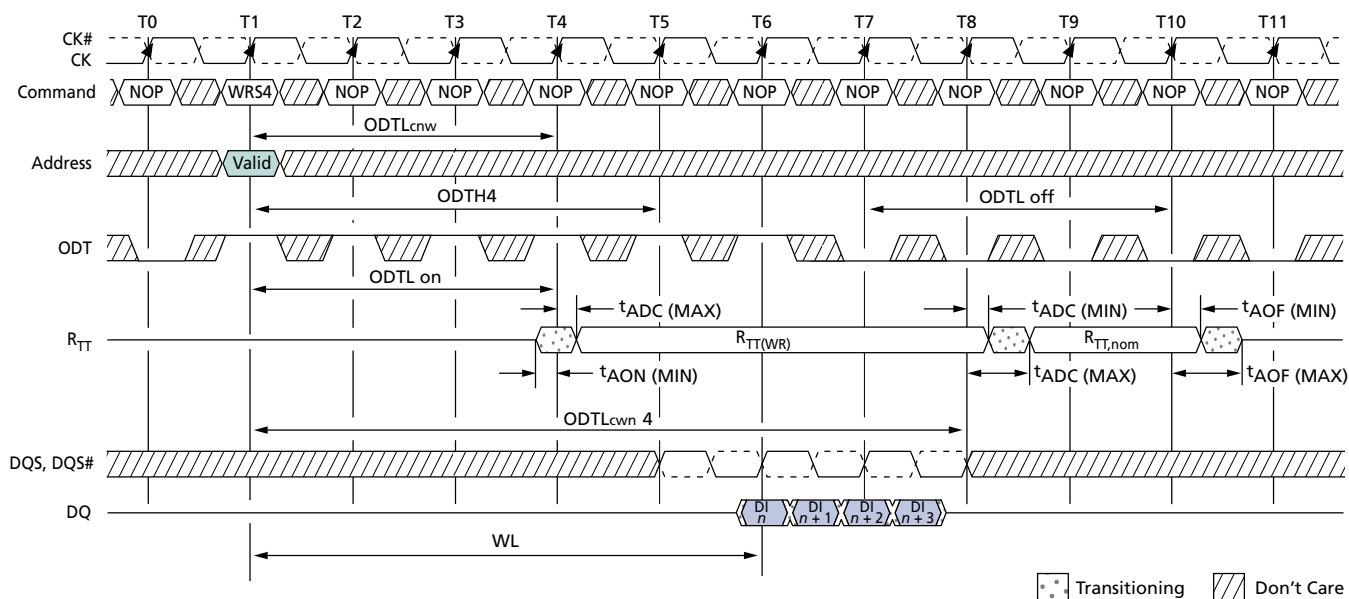 T0 T1 T2 T3 T4 T5 T6 T7 T8 T9 T10 T11
CK#
CK
Command NOP WRS4 NOP NOP NOP NOP NOP NOP NOP NOP NOP NOP
ODTLcnw
Address Valid
ODTH4 ODTL off
ODT
ODTL on
tADC (MAX) tADC (MIN) tAOF (MIN)
RTT RTT(WR) RTT,nom
tAON (MIN) tADC (MAX) tAOF (MAX)
ODTLcwn 4
DQS, DQS#
DQ DI n DI n + 1 DI n + 2 DI n + 3
WL
Transitioning Don't Care